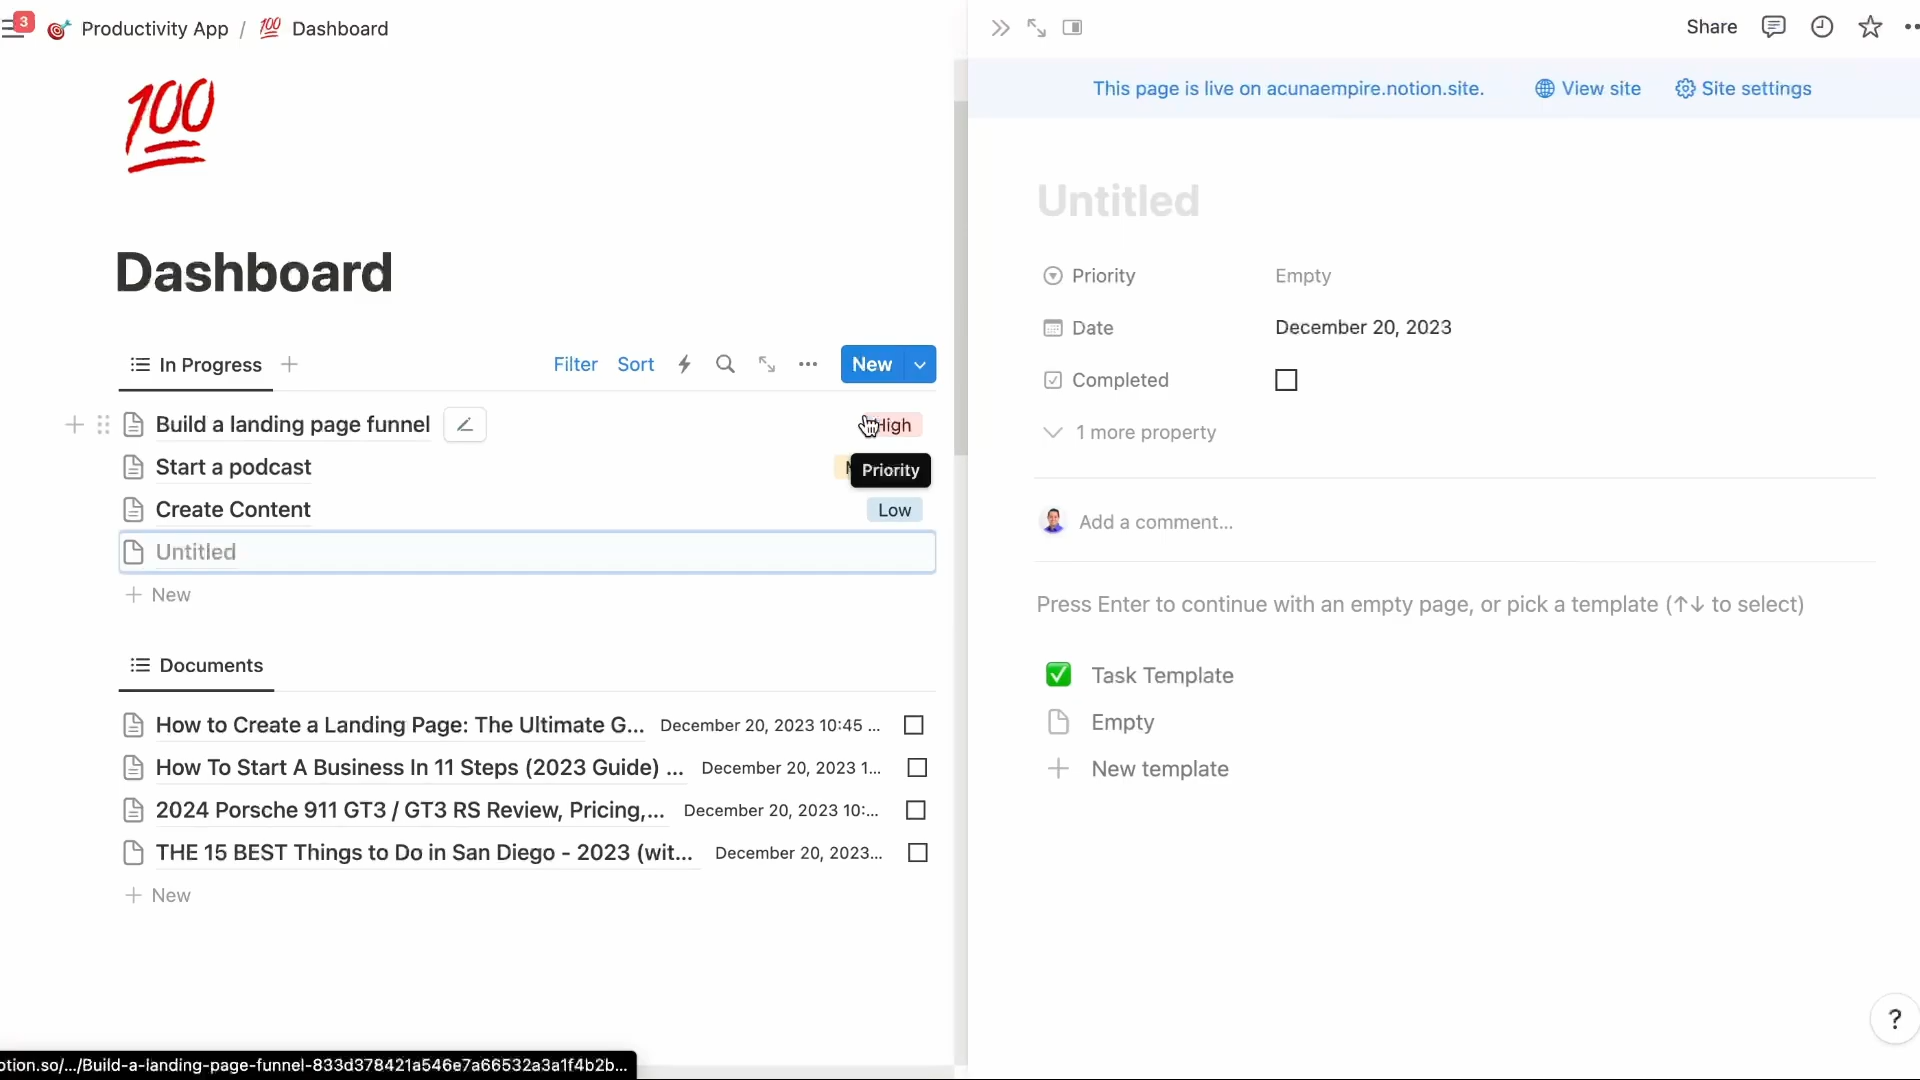 3
Productivity App / 💯 Dashboard
Share
This page is live on acunaempire.notion.site.
View site
Site settings
100
Dashboard
Untitled
Priority Empty
Date December 20, 2023
Completed
1 more property
In Progress
Filter Sort New
Build a landing page funnel High
Start a podcast
Priority
Create Content Low
Untitled
+ New
Add a comment...
Press Enter to continue with an empty page, or pick a template (↑↓ to select)
Task Template
Empty
+ New template
Documents
How to Create a Landing Page: The Ultimate G... December 20, 2023 10:45 ...
How To Start A Business In 11 Steps (2023 Guide) ... December 20, 2023 1...
2024 Porsche 911 GT3 / GT3 RS Review, Pricing,... December 20, 2023 10:...
THE 15 BEST Things to Do in San Diego - 2023 (wit... December 20, 2023...
+ New
?
otion.so/.../Build-a-landing-page-funnel-833d378421a546e7a66532a3a1f4b2b...